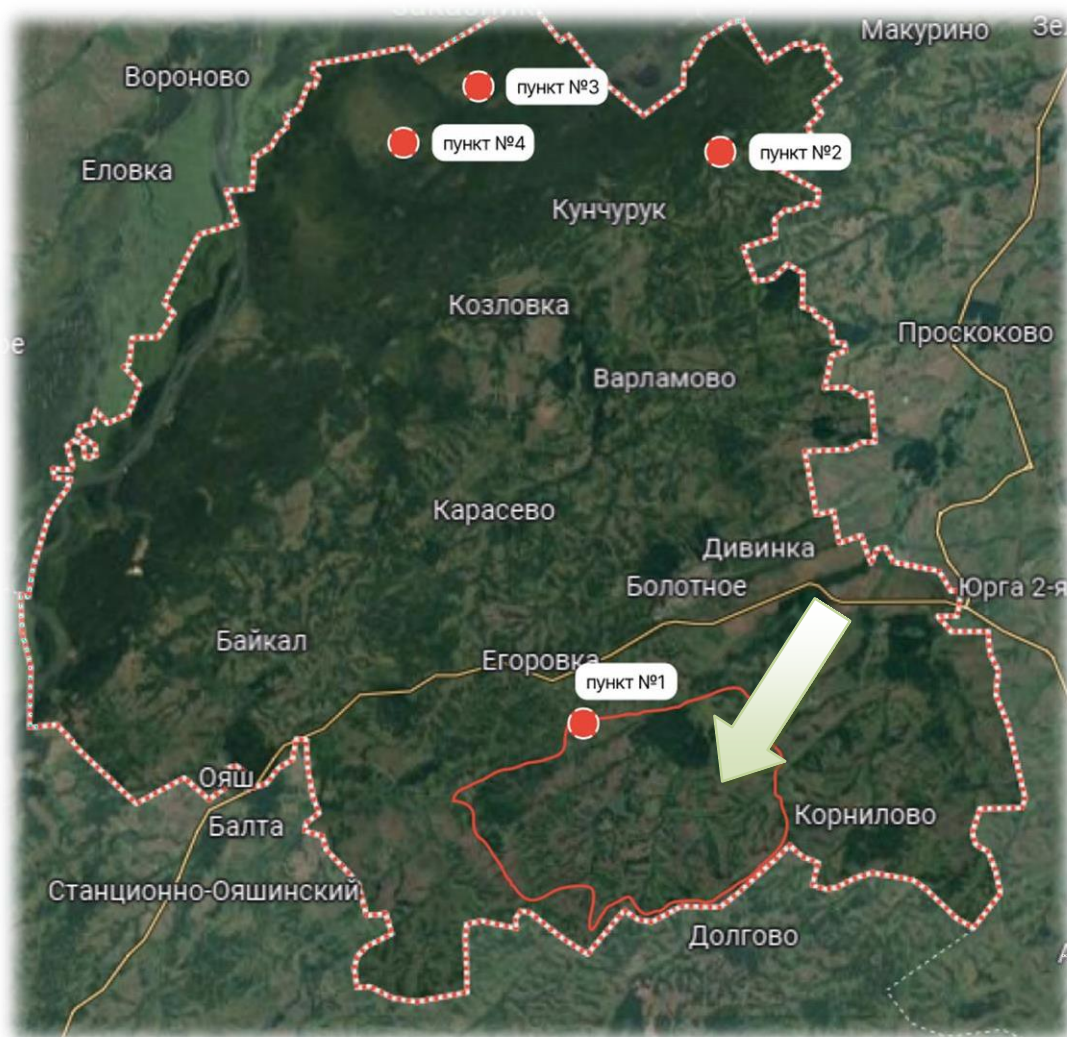 Макурино
Вороново
пункт №3
пункт №4
пункт №2
Еловка
Кунчурук
Козловка
Проскоково
Варламово
Карасево
Дивинка
Болотное
Юрга 2-я
Байкал
Егоровка
пункт №1
Ояш
Корнилово
Балта
Станционно-Ояшинский
Долгово